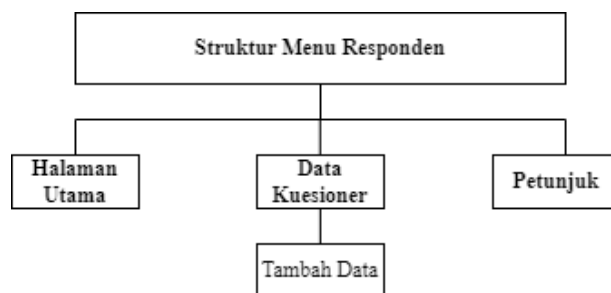 Struktur Menu Responden
Halaman
Utama
Data
Kuesioner
Petunjuk
Tambah Data